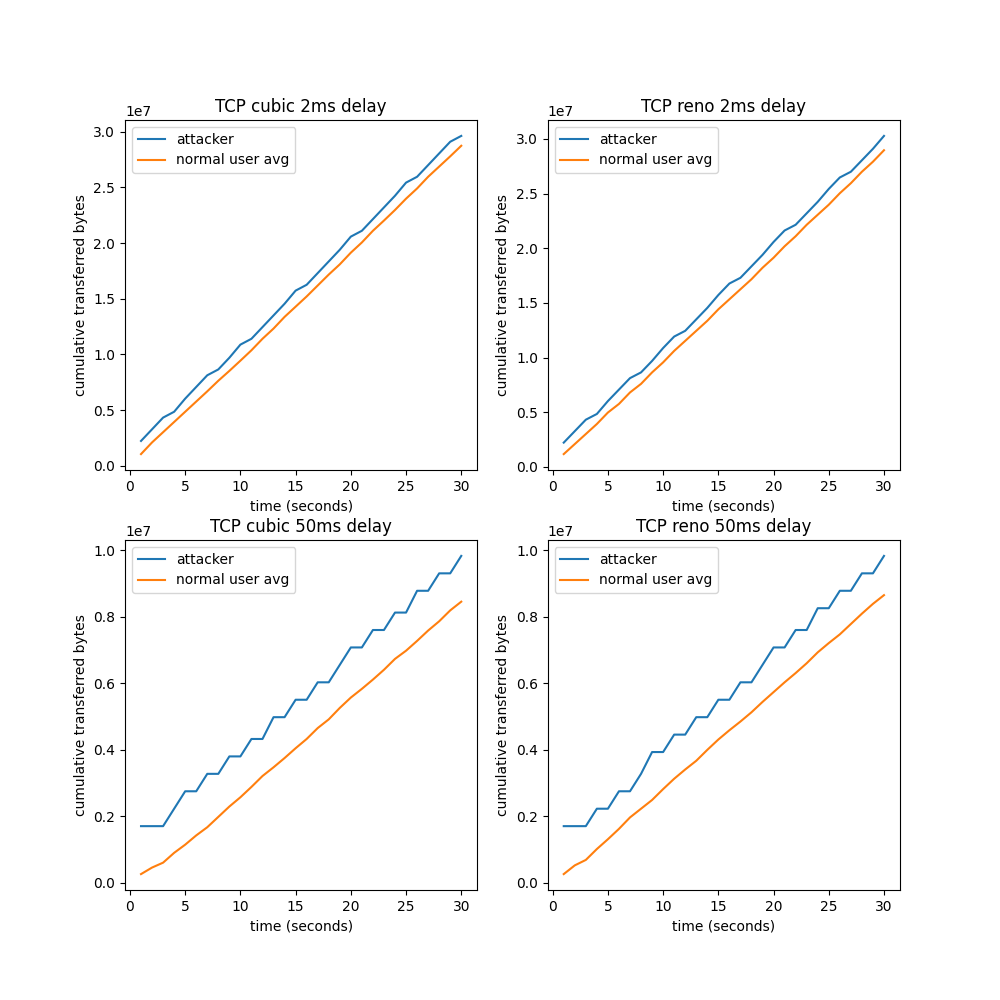 TCP cubic 2ms delay
1e7
attacker
normal user avg
cumulative transferred bytes
3.0
2.5
2.0
1.5
1.0
0.5
0.0
0 5 10 15 20 25 30
time (seconds)
TCP reno 2ms delay
1e7
attacker
normal user avg
cumulative transferred bytes
3.0
2.5
2.0
1.5
1.0
0.5
0.0
0 5 10 15 20 25 30
time (seconds)
TCP cubic 50ms delay
1e7
attacker
normal user avg
cumulative transferred bytes
1.0
0.8
0.6
0.4
0.2
0.0
0 5 10 15 20 25 30
time (seconds)
TCP reno 50ms delay
1e7
attacker
normal user avg
cumulative transferred bytes
1.0
0.8
0.6
0.4
0.2
0.0
0 5 10 15 20 25 30
time (seconds)